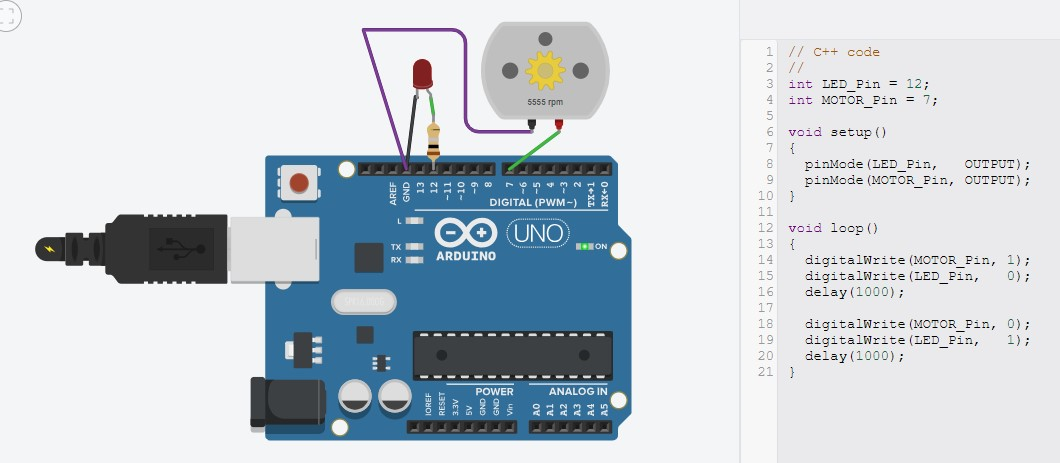 5555 rpm
AREF
GND
13
12
~11
~10
~9
8
7
~6
~5
4
~3
2
TX→1
RX←0
DIGITAL (PWM~)
L
TX
RX
UNO
ARDUINO
ON
POWER
ANALOG IN
IOREF
RESET
3.3V
5V
GND
GND
Vin
A0
A1
A2
A3
A4
A5
1 // C++ code
2 //
3 int LED_Pin = 12;
4 int MOTOR_Pin = 7;
5
6 void setup()
7 {
8   pinMode(LED_Pin,    OUTPUT);
9   pinMode(MOTOR_Pin, OUTPUT);
10 }
11
12 void loop()
13 {
14   digitalWrite(MOTOR_Pin, 1);
15   digitalWrite(LED_Pin,   0);
16   delay(1000);
17
18   digitalWrite(MOTOR_Pin, 0);
19   digitalWrite(LED_Pin,   1);
20   delay(1000);
21 }